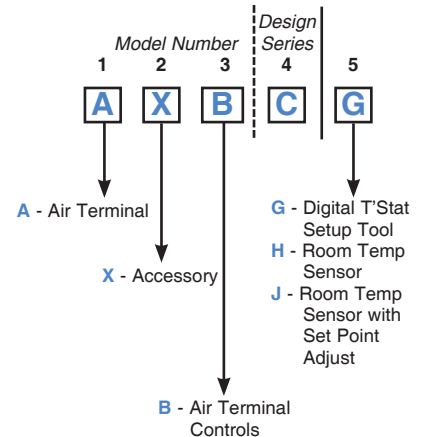 Design
Model Number Series
1 2 3 4 5
A X B C G
A - Air Terminal
G - Digital T'Stat
Setup Tool
H - Room Temp
Sensor
J - Room Temp
Sensor with
Set Point
Adjust
X - Accessory
B - Air Terminal
Controls